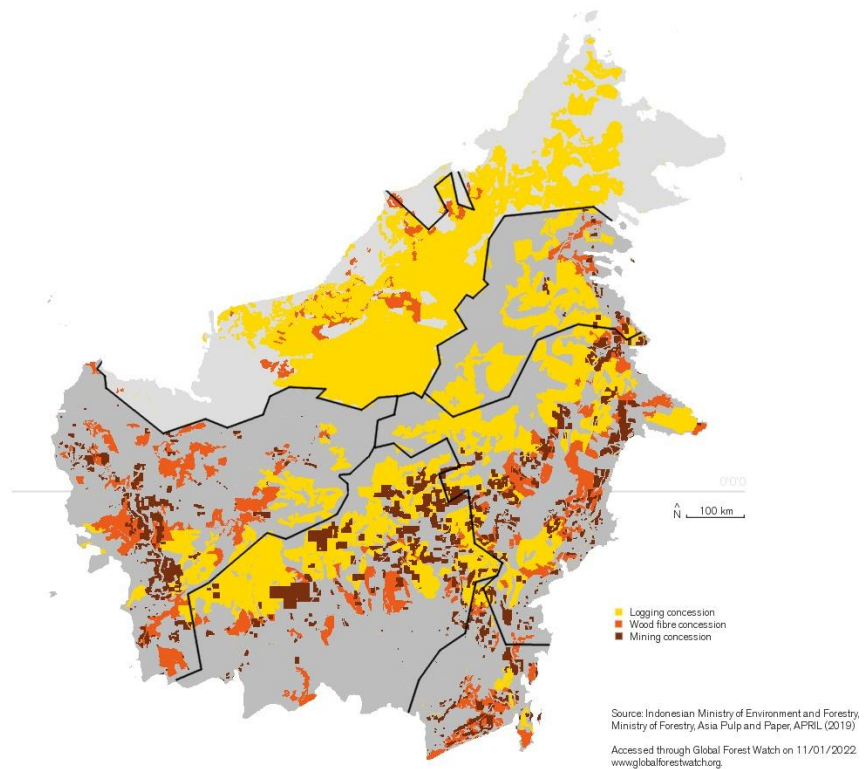 0'0'0
N 100 km
Logging concession
Wood fibre concession
Mining concession
Source: Indonesian Ministry of Environment and Forestry,
Ministry of Forestry, Asia Pulp and Paper, APRIL (2019)
Accessed through Global Forest Watch on 11/01/2022
www.globalforestwatch.org.